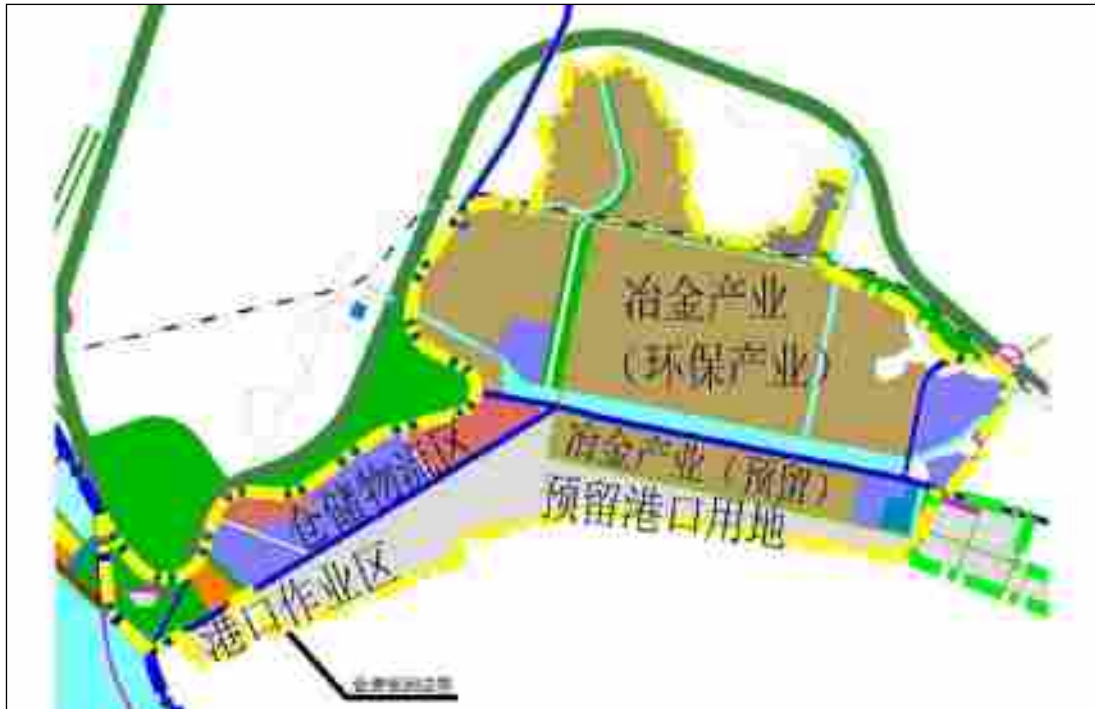 冶金产业
（环保产业）
冶金产业（预留）
仓储物流区
预留港口用地
港口作业区